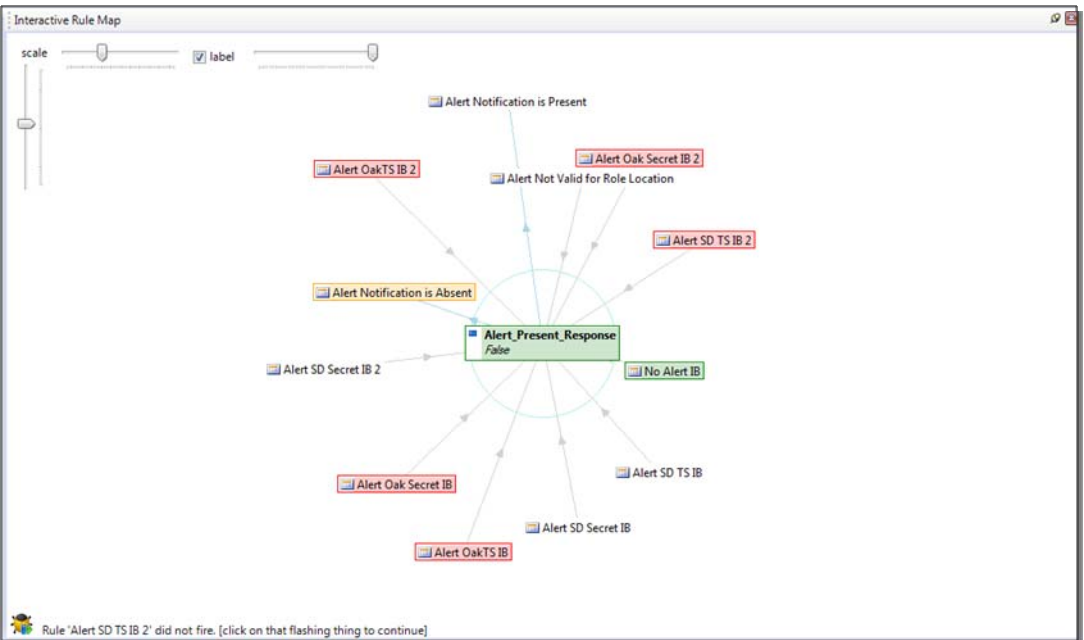 Interactive Rule Map
scale
label
Alert Notification is Present
Alert Oak Secret IB 2
Alert OakTS IB 2
Alert Not Valid for Role Location
Alert SD TS IB 2
Alert Notification is Absent
Alert_Present_Response
False
Alert SD Secret IB 2
No Alert IB
Alert SD TS IB
Alert Oak Secret IB
Alert SD Secret IB
Alert OakTS IB
Rule 'Alert SD TS IB 2' did not fire. [click on that flashing thing to continue]